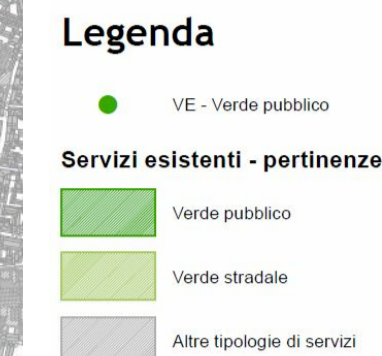 Legenda
VE - Verde pubblico
Servizi esistenti - pertinenze
Verde pubblico
Verde stradale
Altre tipologie di servizi